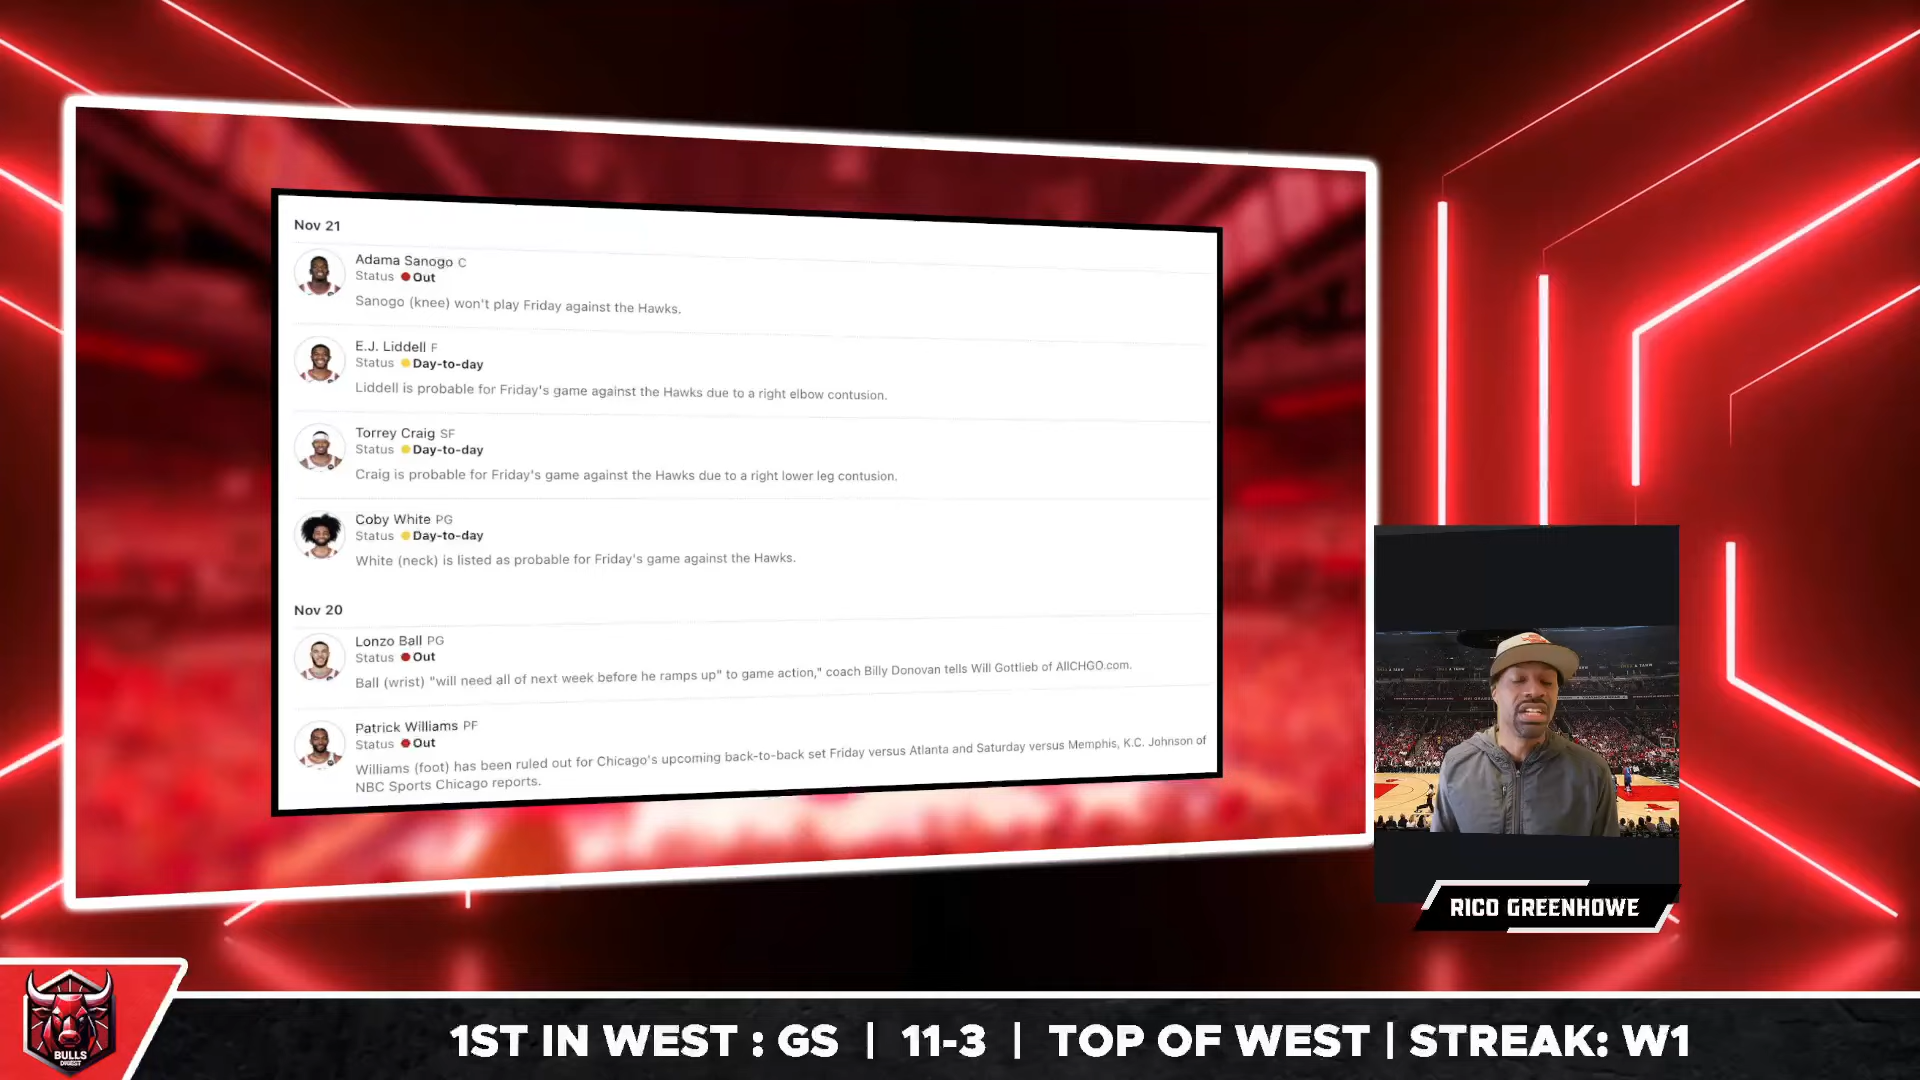 Nov 21
Adama Sanogo C
Status Out
Sanogo (knee) won't play Friday against the Hawks.
E.J. Liddell F
Status Day-to-day
Liddell is probable for Friday's game against the Hawks due to a right elbow contusion.
Torrey Craig SF
Status Day-to-day
Craig is probable for Friday's game against the Hawks due to a right lower leg contusion.
Coby White PG
Status Day-to-day
White (neck) is listed as probable for Friday's game against the Hawks.
Nov 20
Lonzo Ball PG
Status Out
Ball (wrist) "will need all of next week before he ramps up" to game action," coach Billy Donovan tells Will Gottlieb of AllCHGO.com.
Patrick Williams PF
Status Out
Williams (foot) has been ruled out for Chicago's upcoming back-to-back set Friday versus Atlanta and Saturday versus Memphis, K.C. Johnson of
NBC Sports Chicago reports.
RICO GREENHOWE
BULLS
DIGEST
1ST IN WEST : GS | 11-3 | TOP OF WEST | STREAK: W1